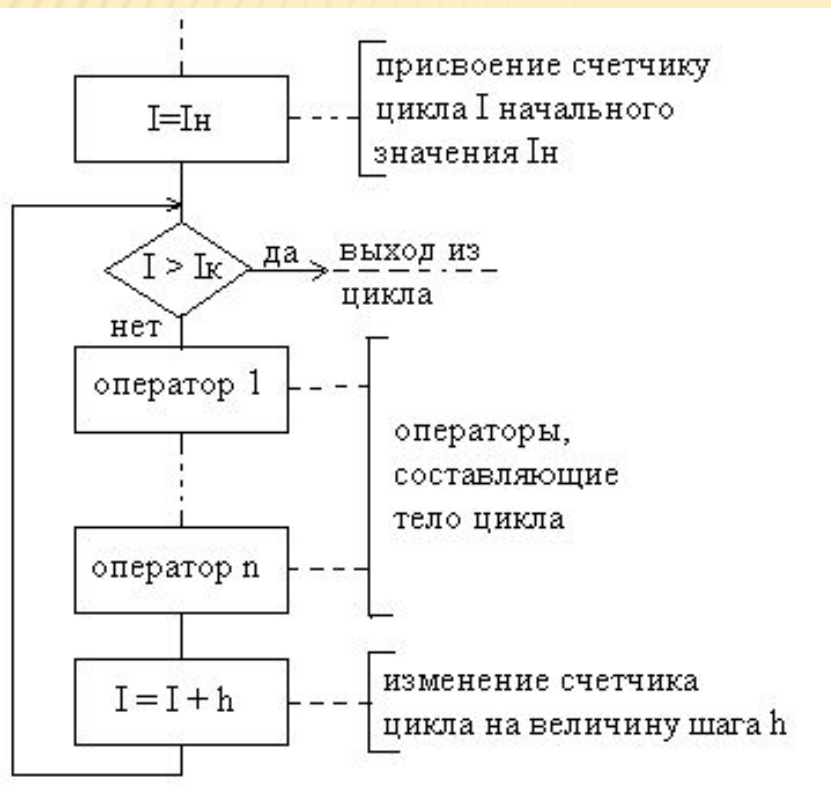 I=Iн
присвоение счетчику
цикла I начального
значения Iн
I > Iк
да
выход из
цикла
нет
оператор 1
операторы,
составляющие
тело цикла
оператор n
I = I + h
изменение счетчика
цикла на величину шага h